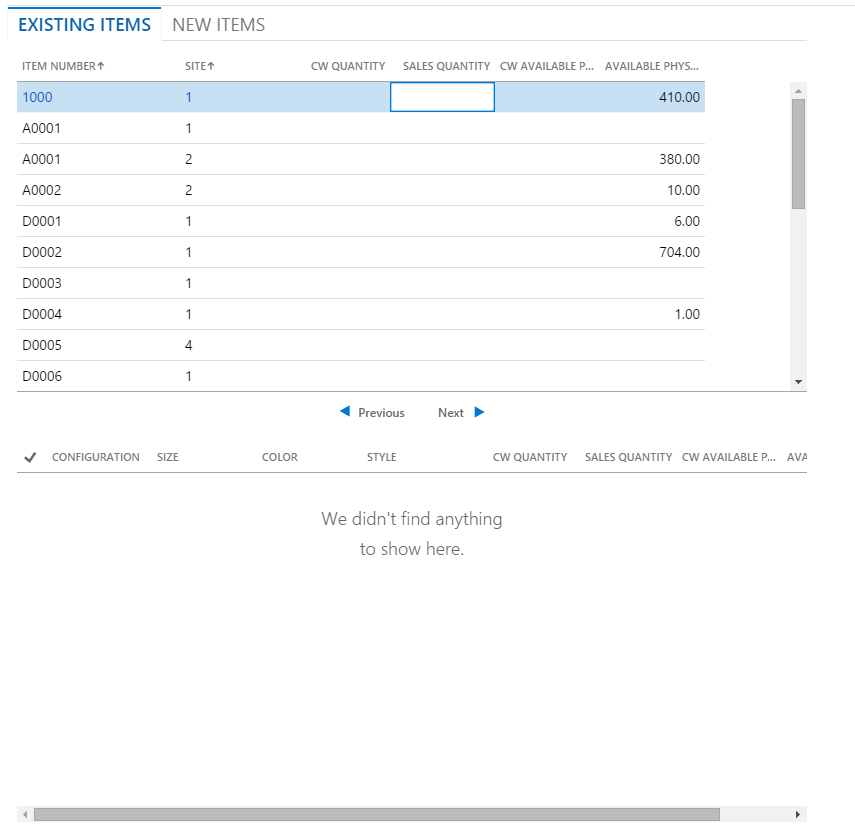 EXISTING ITEMS NEW ITEMS
ITEM NUMBER↑ SITE↑ CW QUANTITY SALES QUANTITY CW AVAILABLE P... AVAILABLE PHYS...
1000 1 410.00
A0001 1
A0001 2 380.00
A0002 2 10.00
D0001 1 6.00
D0002 1 704.00
D0003 1
D0004 1 1.00
D0005 4
D0006 1
Previous Next
CONFIGURATION SIZE COLOR STYLE CW QUANTITY SALES QUANTITY CW AVAILABLE P... AVA
We didn't find anything
to show here.